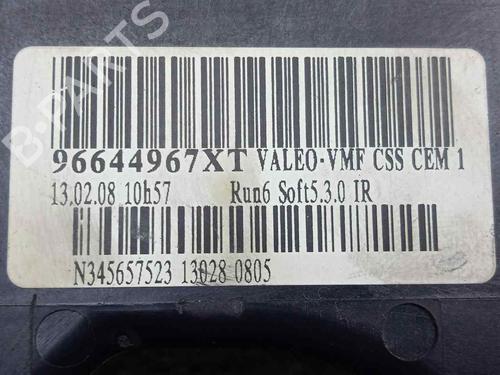 B-PARTS
96644967XT VALEO-VMF CSS CEM 1
13.02.08 10h57 Run6 Soft5.3.0 IR
N345657523 13028 0805